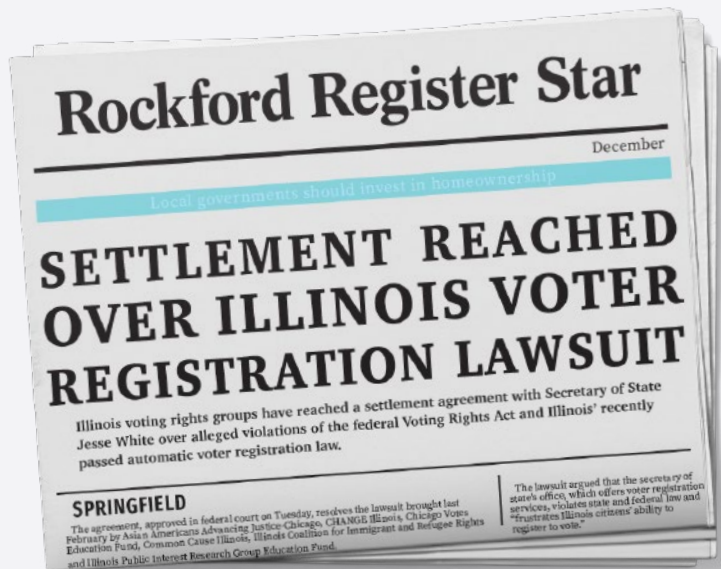 Rockford Register Star
December
Local governments should invest in homeownership
SETTLEMENT REACHED
OVER ILLINOIS VOTER
REGISTRATION LAWSUIT
Illinois voting rights groups have reached a settlement agreement with Secretary of State
Jesse White over alleged violations of the federal Voting Rights Act and Illinois' recently
passed automatic voter registration law.
SPRINGFIELD
The agreement, approved in federal court on Tuesday, resolves the lawsuit brought last
February by Asian Americans Advancing Justice-Chicago, CHANGE Illinois, Chicago Votes
Education Fund, Common Cause Illinois, Illinois Coalition for Immigrant and Refugee Rights
and Illinois Public Interest Research Group Education Fund.
The lawsuit argued that the secretary of
state's office, which offers voter registration
services, violates state and federal law and
"frustrates Illinois citizens' ability to
register to vote."